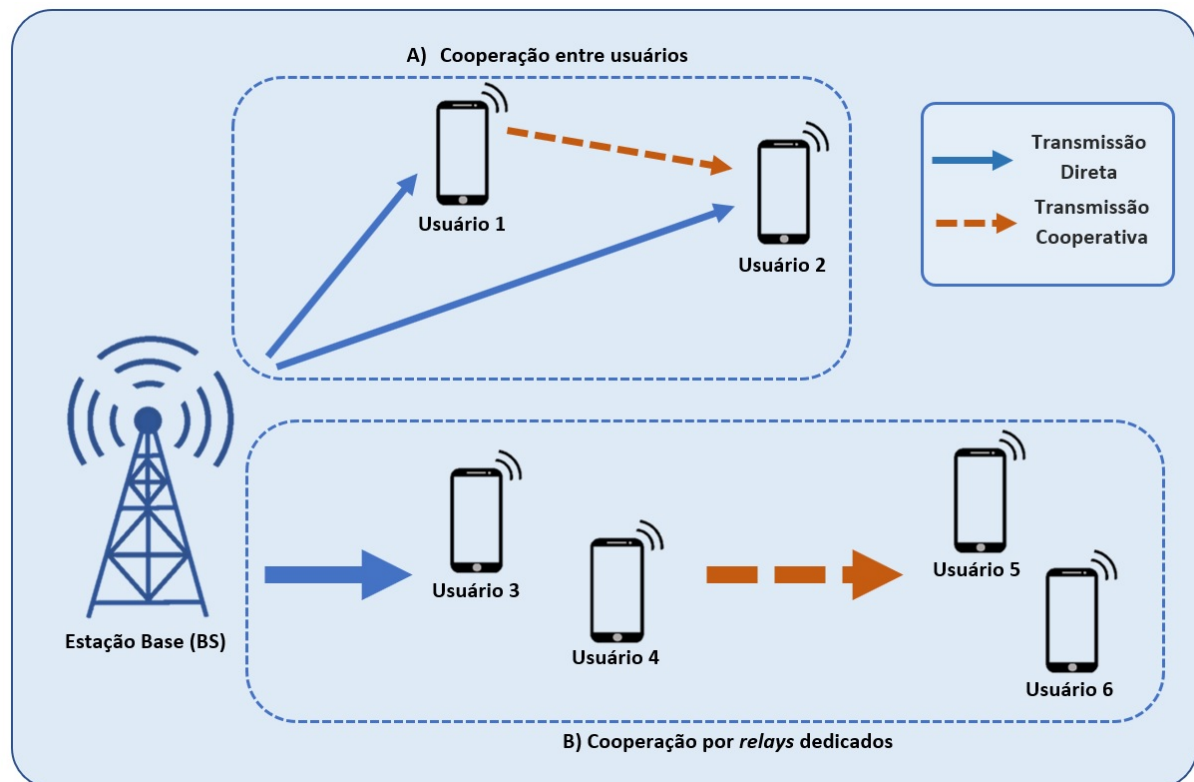 A) Cooperação entre usuários
Usuário 1
Usuário 2
Transmissão
Direta
Transmissão
Cooperativa
Estação Base (BS)
Usuário 3
Usuário 4
Usuário 5
Usuário 6
B) Cooperação por relays dedicados